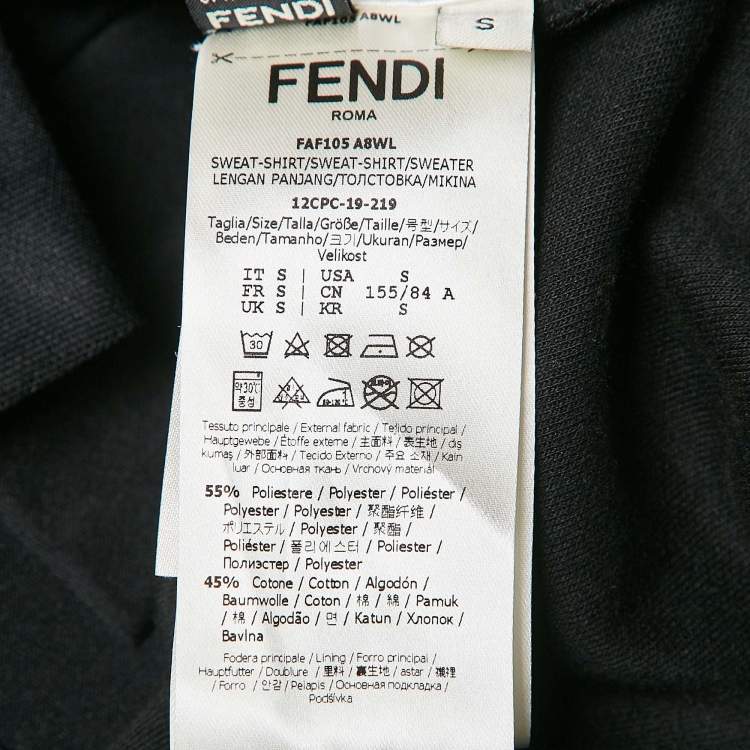 FENDI
FAF105 A8WL
S
FENDI
ROMA
FAF105 A8WL
SWEAT-SHIRT/SWEAT-SHIRT/SWEATER
LENGAN PANJANG/ТОЛСТОВКА/MIKINA
12CPC-19-219
Taglia/Size/Talla/Größe/Taille/号型/サイズ/
Beden/Tamanho/크기/Ukuran/Размер/
Velikost
IT S | USA S
FR S | CN 155/84 A
UK S | KR S
30
약30℃
중성
Tessuto principale / External fabric / Tejido principal /
Hauptgewebe / Étoffe externe / 主面料 / 表生地 / dış
kumaş / 外部面料 / Tecido Externo / 주요 소재 / Kain
luar / Основная ткань / Vrchový materiál
55% Poliestere / Polyester / Poliéster /
Polyester / Polyester / 聚酯纤维 /
ポリエステル / Polyester / 聚酯 /
Poliéster / 폴리에스터 / Poliester /
Полиэстер / Polyester
45% Cotone / Cotton / Algodón /
Baumwolle / Coton / 棉 / 綿 / Pamuk
/ 棉 / Algodão / 면 / Katun / Хлопок /
Bavlna
Fodera principale / Lining / Forro principal /
Hauptfutter / Doublure / 里料 / 裏生地 / astar / 襯裡
/ Forro / 안감 / Pelapis / Основная подкладка /
Podšívka